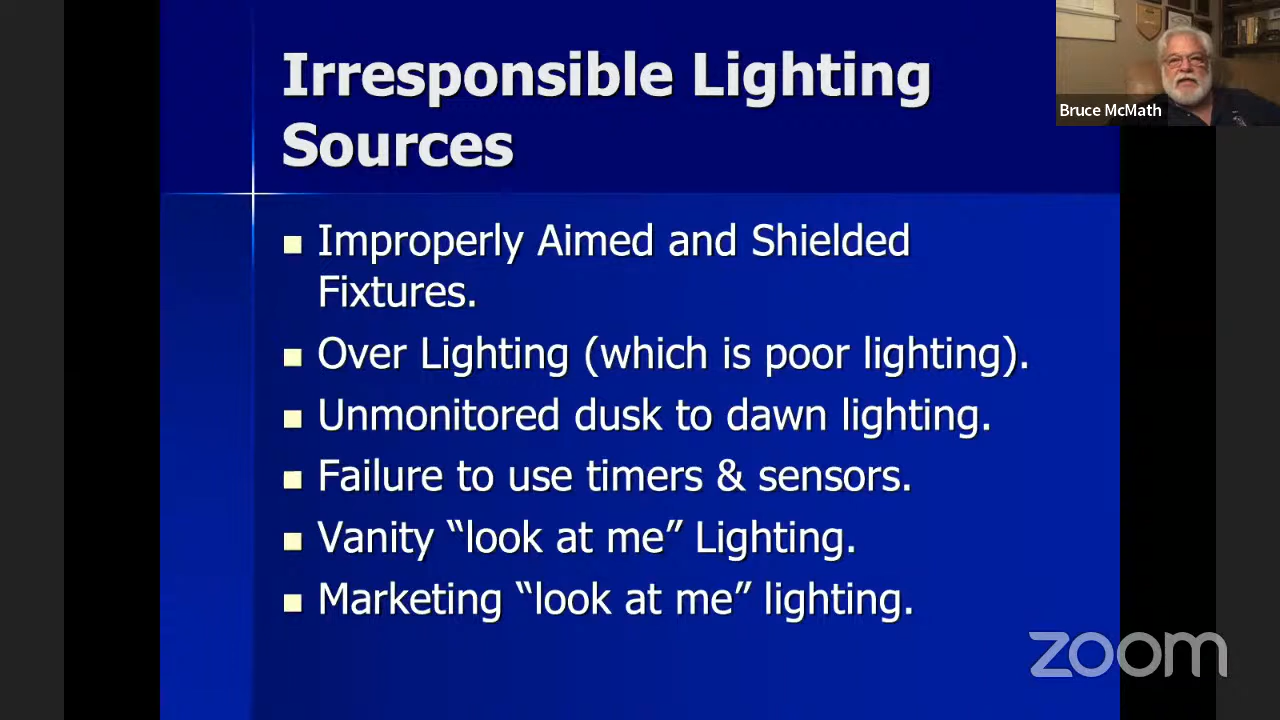 Irresponsible Lighting
Sources
Bruce McMath
Improperly Aimed and Shielded
Fixtures.
Over Lighting (which is poor lighting).
Unmonitored dusk to dawn lighting.
Failure to use timers & sensors.
Vanity “look at me” Lighting.
Marketing “look at me” lighting.
zoom